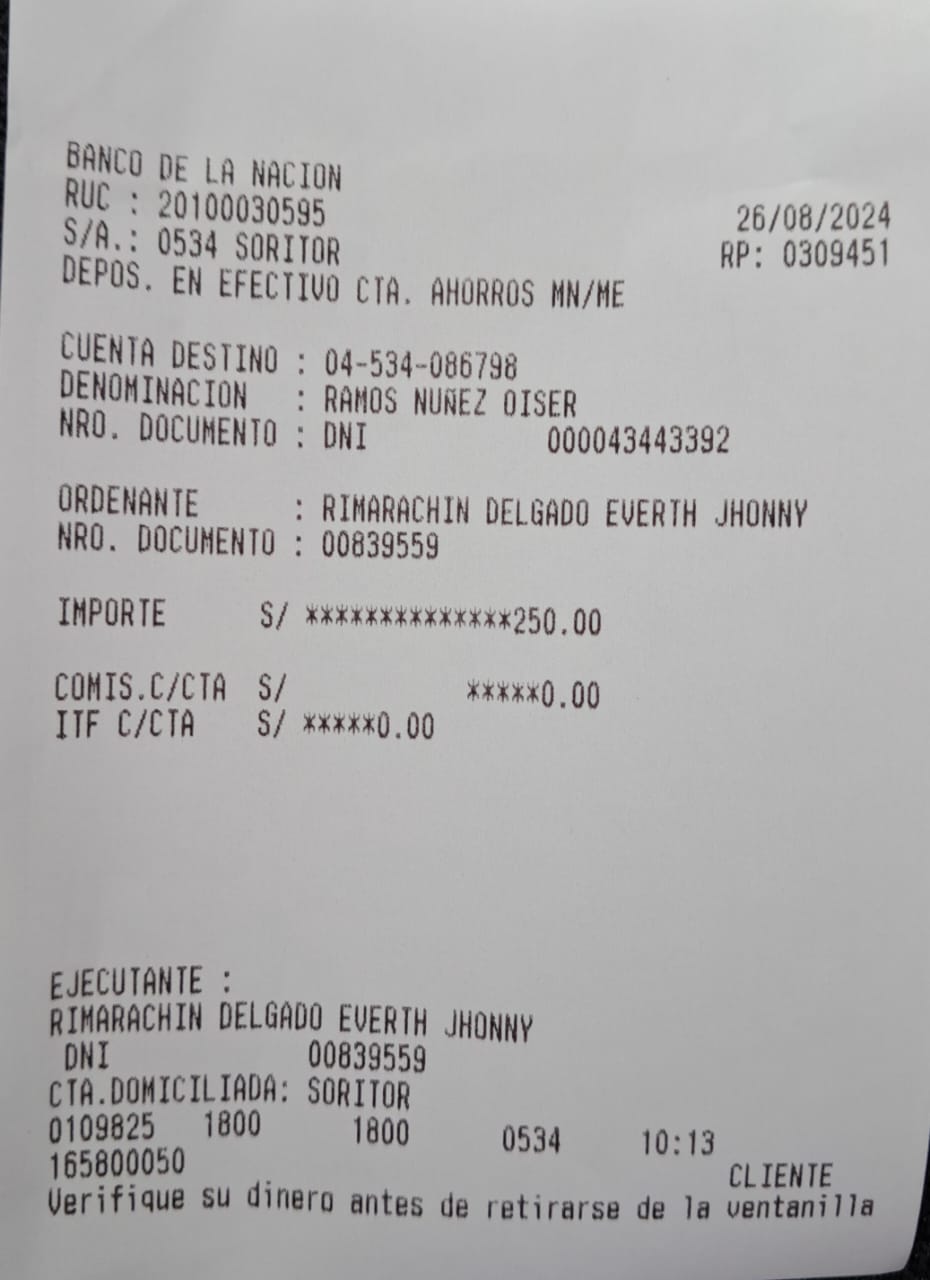 BANCO DE LA NACION
RUC : 20100030595 26/08/2024
S/A.: 0534 SORITOR RP: 0309451
DEPOS. EN EFECTIVO CTA. AHORROS MN/ME
CUENTA DESTINO : 04-534-086798
DENOMINACION : RAMOS NUÑEZ OISER
NRO. DOCUMENTO : DNI 000043443392
ORDENANTE : RIMARACHIN DELGADO EVERTH JHONNY
NRO. DOCUMENTO : 00839559
IMPORTE S/ **************250.00
COMIS.C/CTA S/ *****0.00
ITF C/CTA S/ *****0.00
EJECUTANTE :
RIMARACHIN DELGADO EVERTH JHONNY
DNI 00839559
CTA.DOMICILIADA: SORITOR
0109825 1800 1800 0534 10:13
165800050 CLIENTE
Verifique su dinero antes de retirarse de la ventanilla